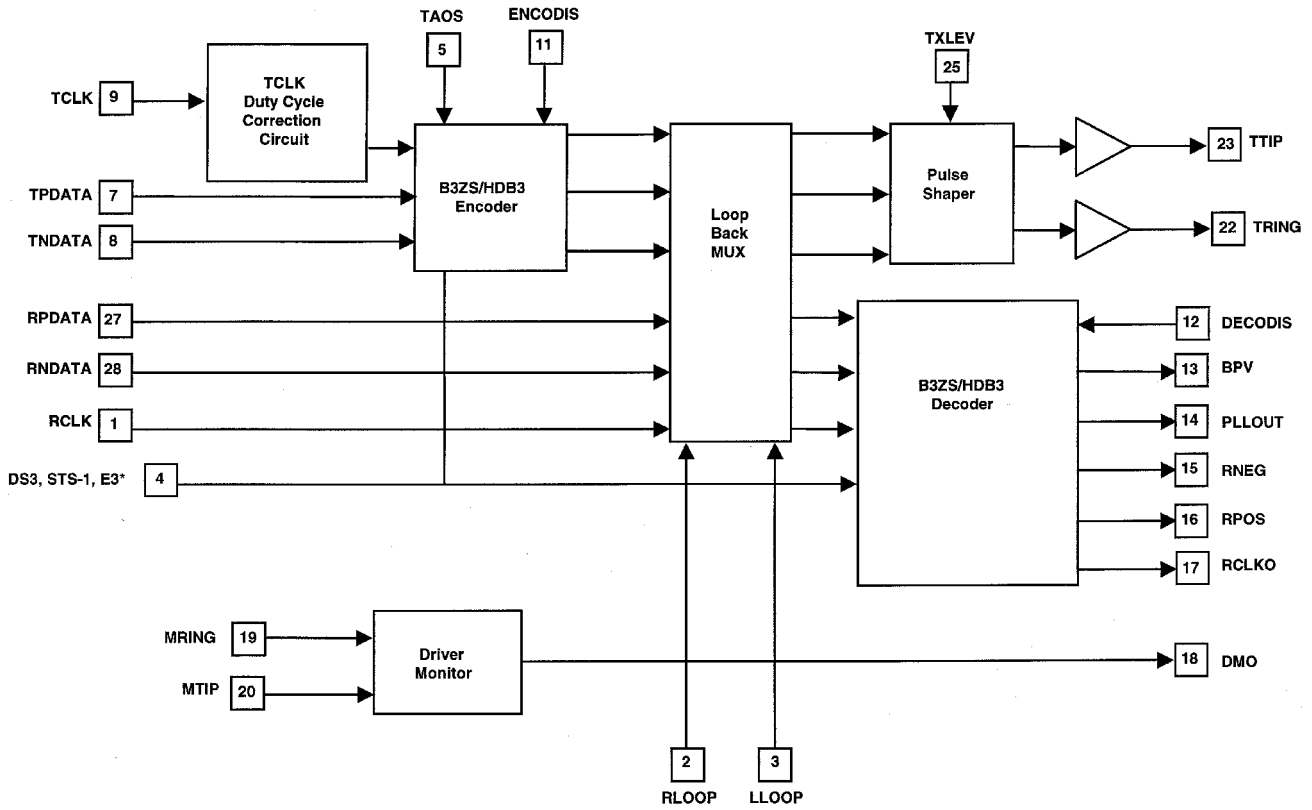 TAOS
5
ENCODIS
11
TXLEV
25
TCLK 9
TCLK
Duty Cycle
Correction
Circuit
TPDATA 7
TNDATA 8
B3ZS/HDB3
Encoder
Loop
Back
MUX
Pulse
Shaper
23 TTIP
22 TRING
RPDATA 27
RNDATA 28
RCLK 1
DS3, STS-1, E3* 4
B3ZS/HDB3
Decoder
12 DECODIS
13 BPV
14 PLLOUT
15 RNEG
16 RPOS
17 RCLKO
MRING 19
MTIP 20
Driver
Monitor
18 DMO
2
RLOOP
3
LLOOP